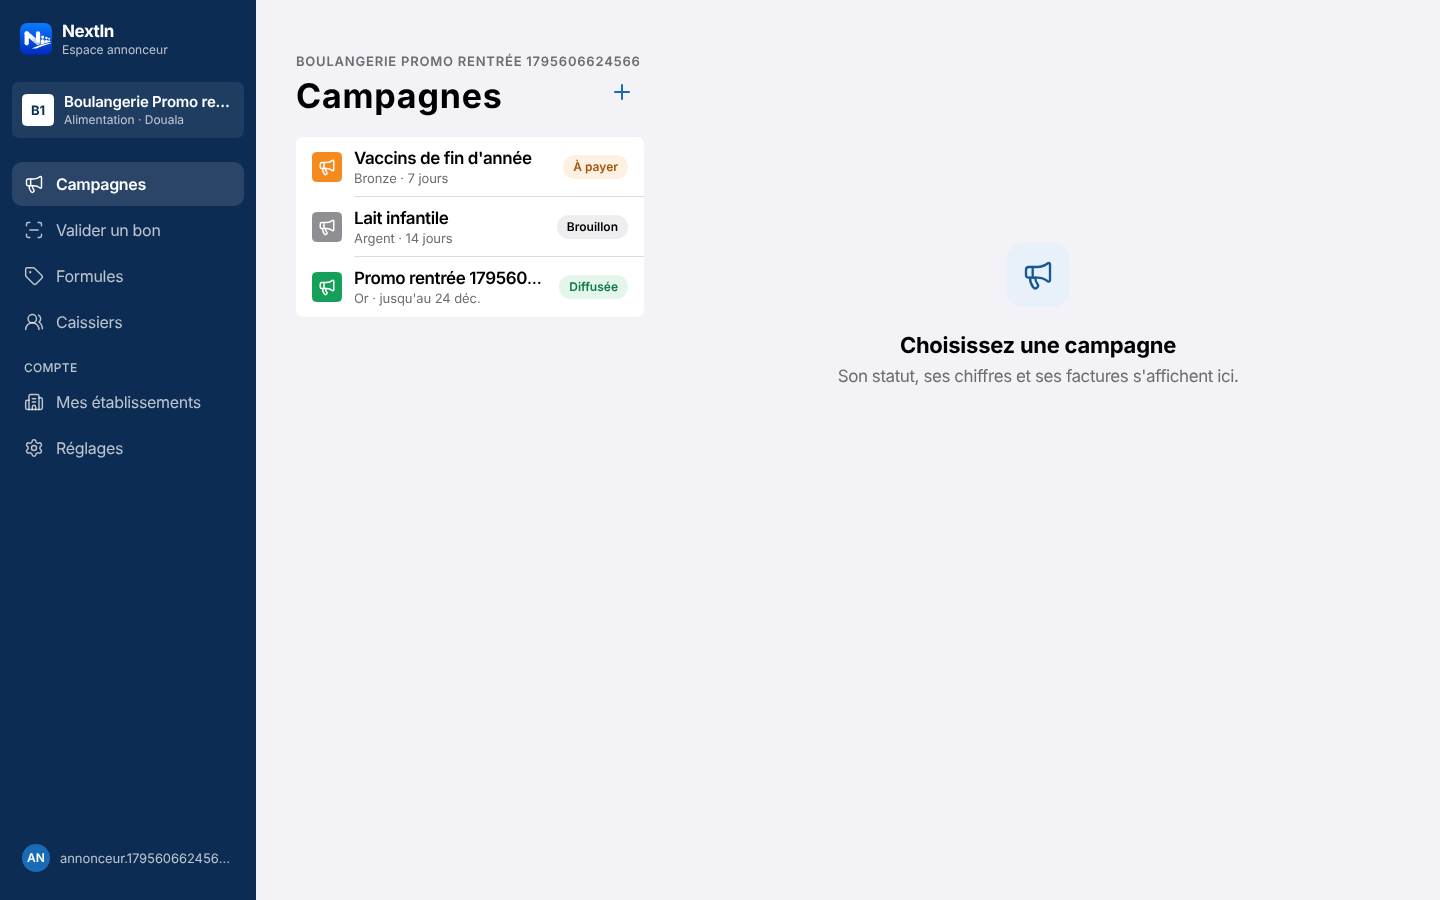 NextIn
Espace annonceur
B1
Boulangerie Promo re...
Alimentation · Douala
Campagnes
Valider un bon
Formules
Caissiers
COMPTE
Mes établissements
Réglages
AN
annonceur.179560662456...
BOULANGERIE PROMO RENTRÉE 1795606624566
Campagnes
Vaccins de fin d'année
Bronze · 7 jours
À payer
Lait infantile
Argent · 14 jours
Brouillon
Promo rentrée 179560...
Or · jusqu'au 24 déc.
Diffusée
Choisissez une campagne
Son statut, ses chiffres et ses factures s'affichent ici.